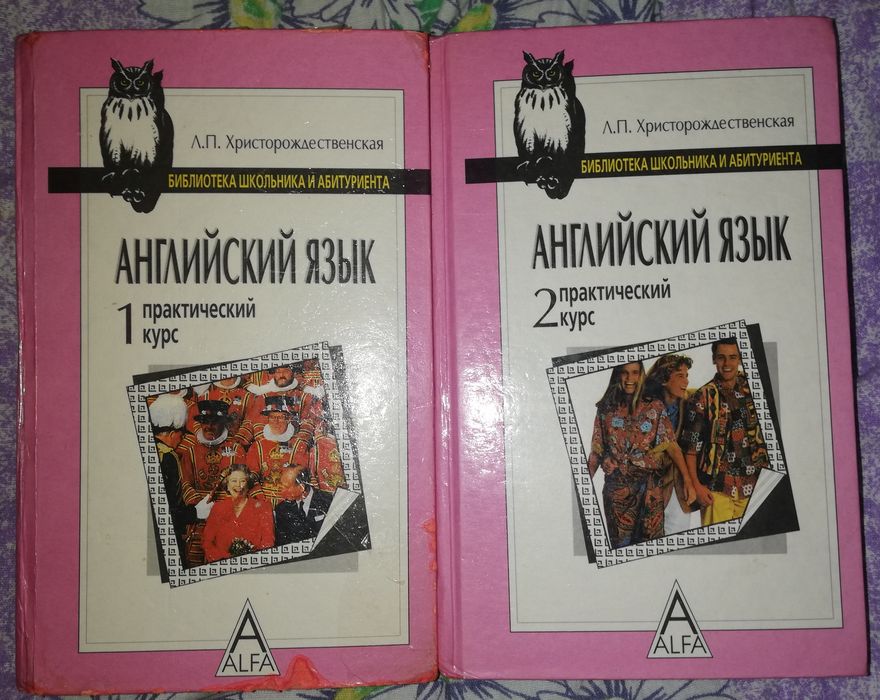 Л.П. Христорождественская
БИБЛИОТЕКА ШКОЛЬНИКА И АБИТУРИЕНТА
АНГЛИЙСКИЙ ЯЗЫК
1 практический
курс
A
ALFA
Л.П. Христорождественская
БИБЛИОТЕКА ШКОЛЬНИКА И АБИТУРИЕНТА
АНГЛИЙСКИЙ ЯЗЫК
2 практический
курс
A
ALFA